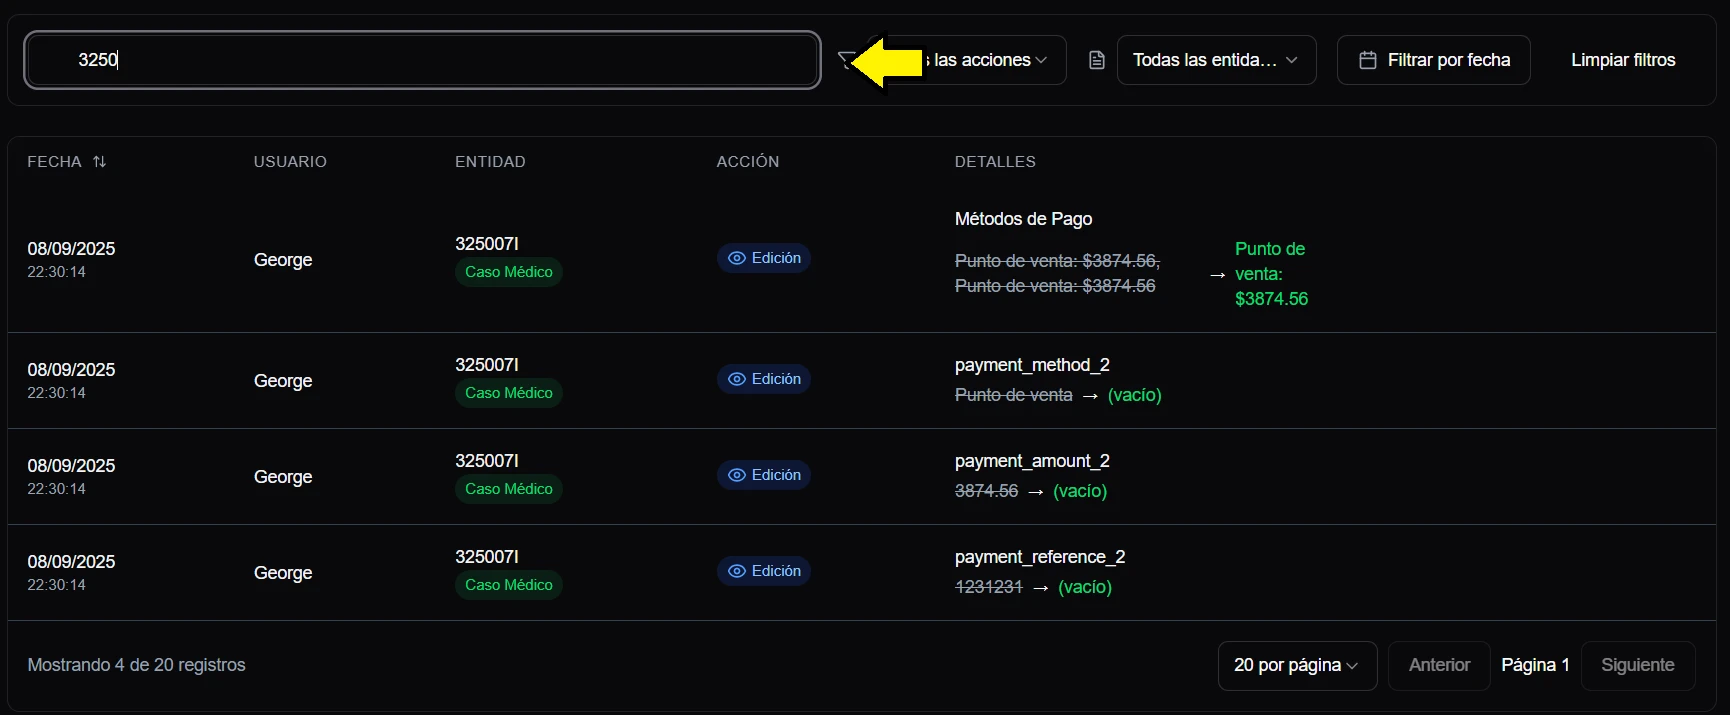 3250
las acciones
Todas las entida...
Filtrar por fecha
Limpiar filtros
FECHA
USUARIO
ENTIDAD
ACCIÓN
DETALLES
08/09/2025
22:30:14
George
325007I
Caso Médico
Edición
Métodos de Pago
Punto de venta: $3874.56,
Punto de venta: $3874.56
→
Punto de
venta:
$3874.56
08/09/2025
22:30:14
George
325007I
Caso Médico
Edición
payment_method_2
Punto de venta → (vacío)
08/09/2025
22:30:14
George
325007I
Caso Médico
Edición
payment_amount_2
3874.56 → (vacío)
08/09/2025
22:30:14
George
325007I
Caso Médico
Edición
payment_reference_2
1231231 → (vacío)
Mostrando 4 de 20 registros
20 por página
Anterior
Página 1
Siguiente